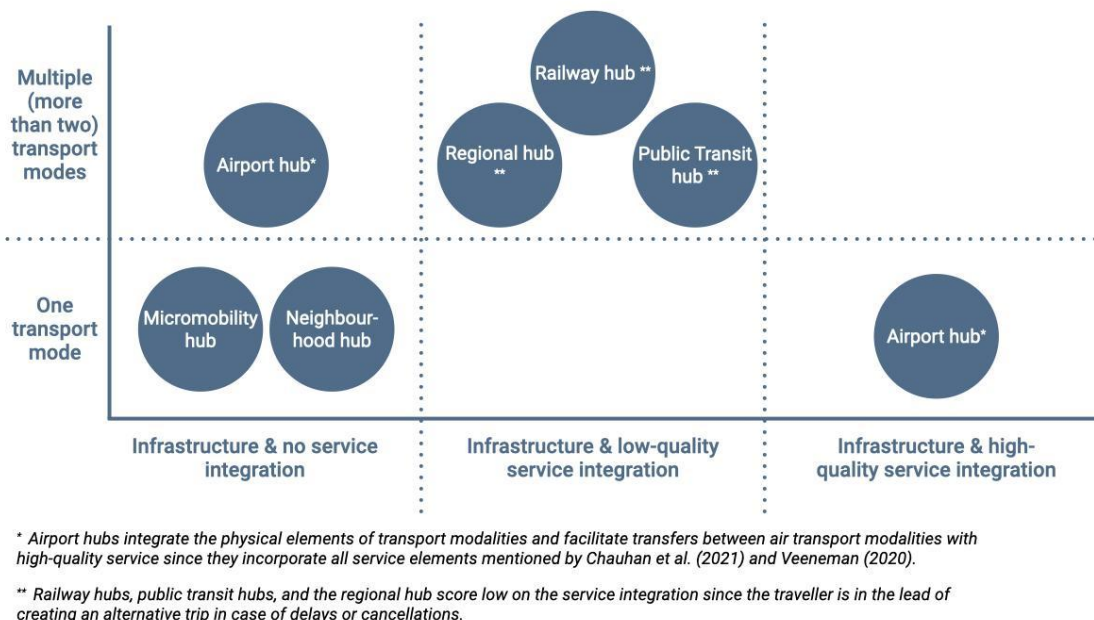 Multiple
(more
than two)
transport
modes
Railway hub **
Airport hub*
Regional hub
**
Public Transit
hub **
One
transport
mode
Micromobility
hub
Neighbour-
hood hub
Airport hub*
Infrastructure & no service
integration
Infrastructure & low-quality
service integration
Infrastructure & high-
quality service integration
* Airport hubs integrate the physical elements of transport modalities and facilitate transfers between air transport modalities with
high-quality service since they incorporate all service elements mentioned by Chauhan et al. (2021) and Veeneman (2020).
** Railway hubs, public transit hubs, and the regional hub score low on the service integration since the traveller is in the lead of
creating an alternative trip in case of delays or cancellations.